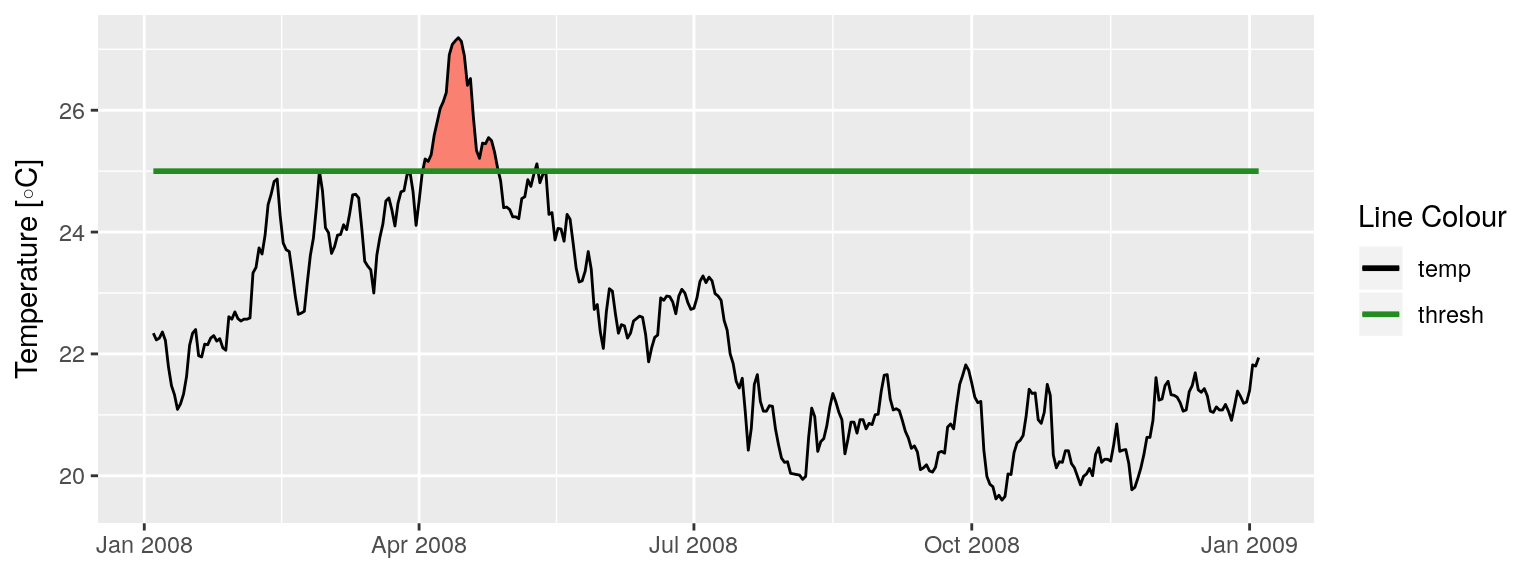 Temperature [∘C]
26
24
22
20
Jan 2008 Apr 2008 Jul 2008 Oct 2008 Jan 2009
Line Colour
temp
thresh